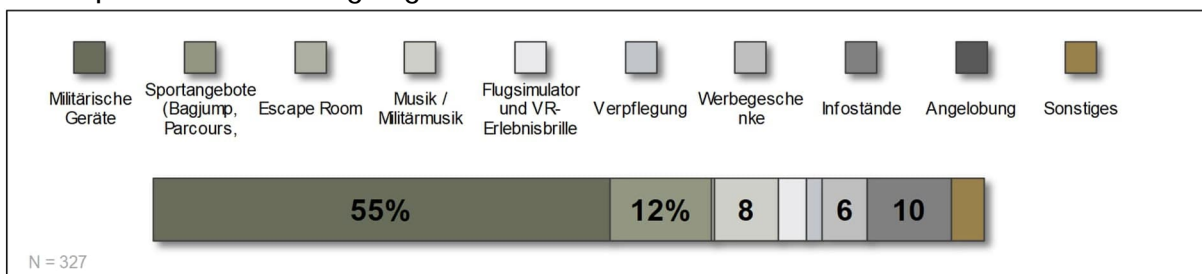 Militärische
Geräte
Sportangebote
(Bagjump,
Parcours,
Escape Room
Musik /
Militärmusik
Flugsimulator
und VR-
Erlebnisbrille
Verpflegung
Werbegesche
nke
Infostände
Angelobung
Sonstiges
55%
12%
8
6
10
N = 327